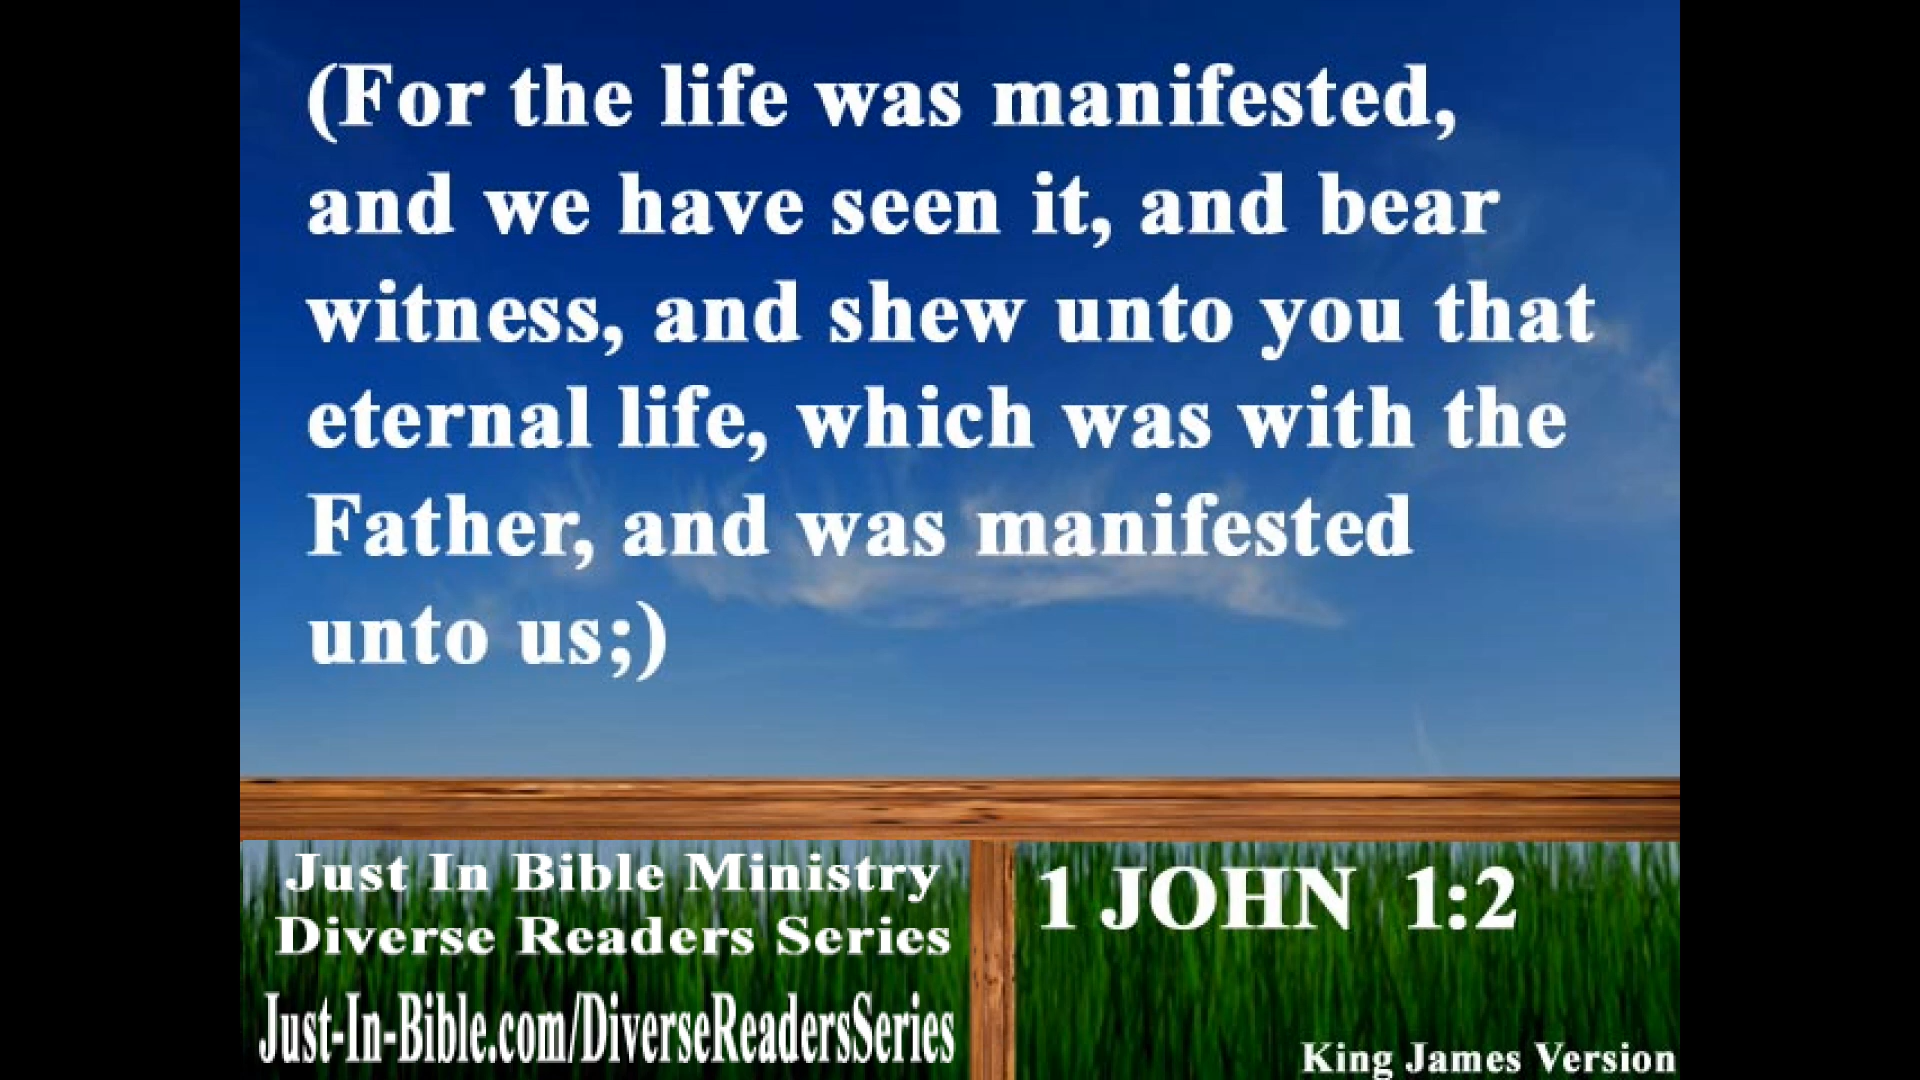 (For the life was manifested,
and we have seen it, and bear
witness, and shew unto you that
eternal life, which was with the
Father, and was manifested
unto us;)
Just In Bible Ministry
Diverse Readers Series
Just-In-Bible.com/DiverseReadersSeries
1 JOHN 1:2
King James Version